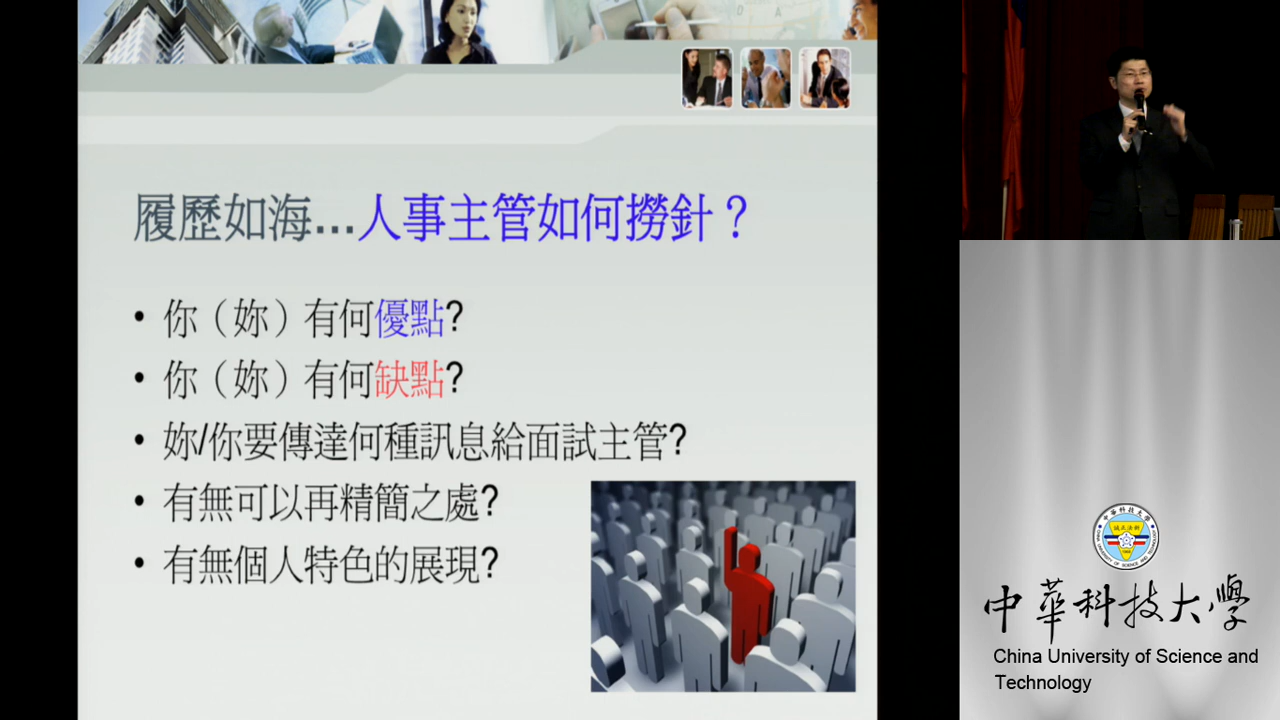 履歷如海...人事主管如何撈針？
• 你（妳）有何優點?
• 你（妳）有何缺點?
• 妳/你要傳達何種訊息給面試主管?
• 有無可以再精簡之處?
• 有無個人特色的展現?
中華科技大學
China University of Science and
Technology